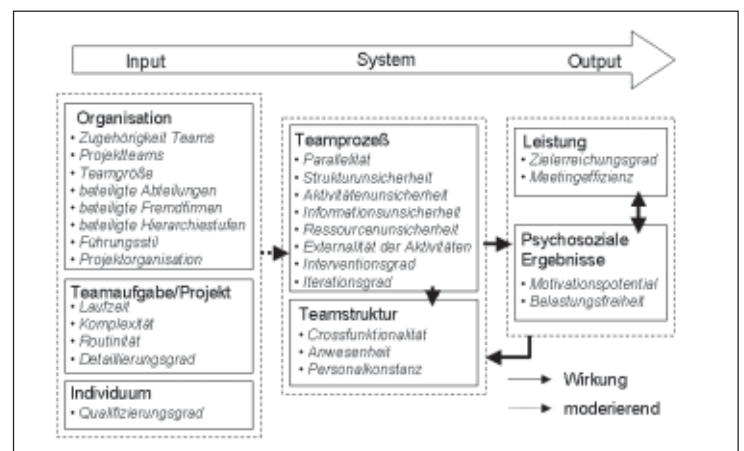 Input
System
Output
Organisation
• Zugehörigkeit Teams
• Projektteams
• Teamgröße
• beteiligte Abteilungen
• beteiligte Fremdfirmen
• beteiligte Hierarchiestufen
• Führungsstil
• Projektorganisation
Teamaufgabe/Projekt
• Laufzeit
• Komplexität
• Routinität
• Detaillierungsgrad
Individuum
• Qualifizierungsgrad
Teamprozeß
• Parallelität
• Strukturunsicherheit
• Aktivitätenunsicherheit
• Informationsunsicherheit
• Ressourcenunsicherheit
• Externalität der Aktivitäten
• Interventionsgrad
• Iterationsgrad
Teamstruktur
• Crossfunktionalität
• Anwesenheit
• Personalkonstanz
Leistung
• Zielerreichungsgrad
• Meetingeffizienz
Psychosoziale
Ergebnisse
• Motivationspotential
• Belastungsfreiheit
Wirkung
moderierend